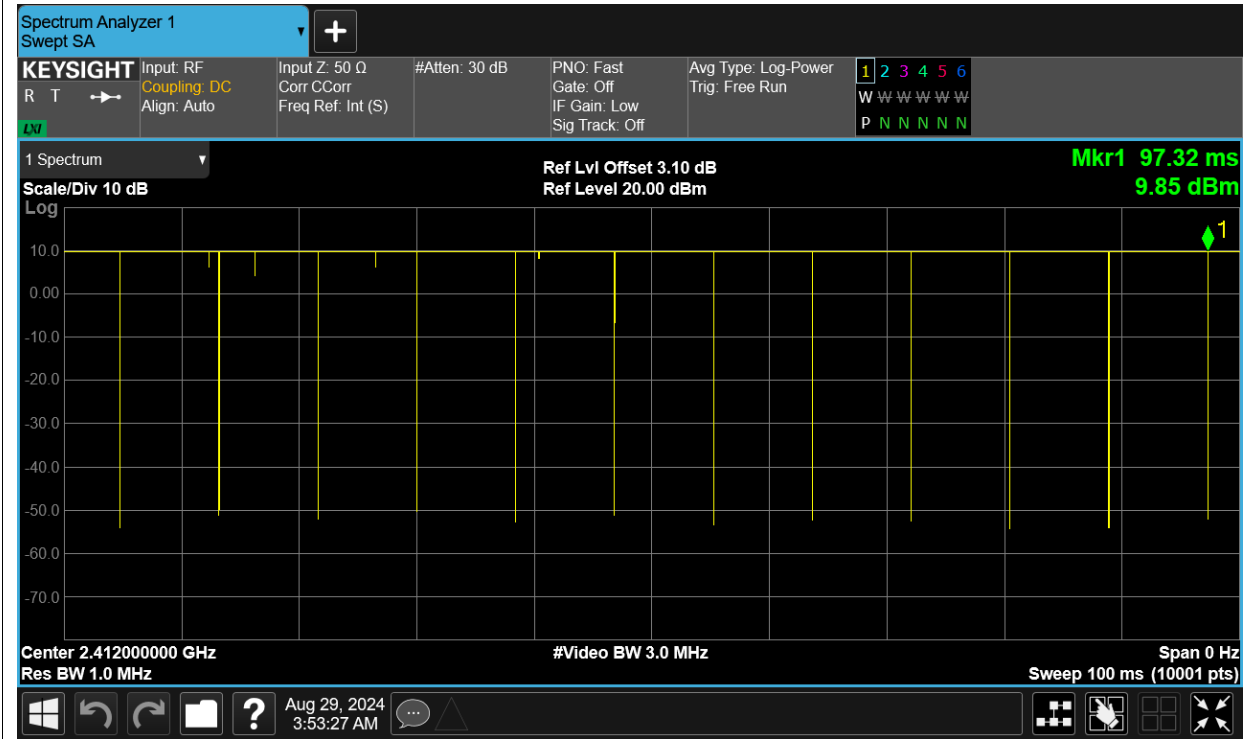 Spectrum Analyzer 1
Swept SA
KEYSIGHT
R T
LXI
Input: RF
Coupling: DC
Align: Auto
Input Z: 50 Ω
Corr CCorr
Freq Ref: Int (S)
#Atten: 30 dB
PNO: Fast
Gate: Off
IF Gain: Low
Sig Track: Off
Avg Type: Log-Power
Trig: Free Run
1 2 3 4 5 6
W W W W W W
P N N N N N
1 Spectrum
Scale/Div 10 dB
Log
Ref Lvl Offset 3.10 dB
Ref Level 20.00 dBm
Mkr1 97.32 ms
9.85 dBm
1
10.0
0.00
-10.0
-20.0
-30.0
-40.0
-50.0
-60.0
-70.0
Center 2.412000000 GHz
#Video BW 3.0 MHz
Span 0 Hz
Res BW 1.0 MHz
Sweep 100 ms (10001 pts)
?
Aug 29, 2024
3:53:27 AM